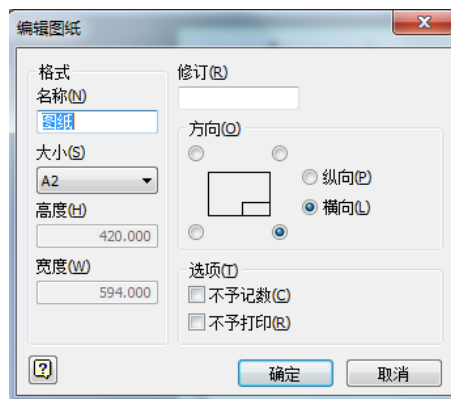 编辑图纸
格式
名称(N)
图纸
大小(S)
A2
高度(H)
420.000
宽度(W)
594.000
修订(R)
方向(O)
纵向(P)
横向(L)
选项(T)
不予记数(C)
不予打印(R)
确定
取消